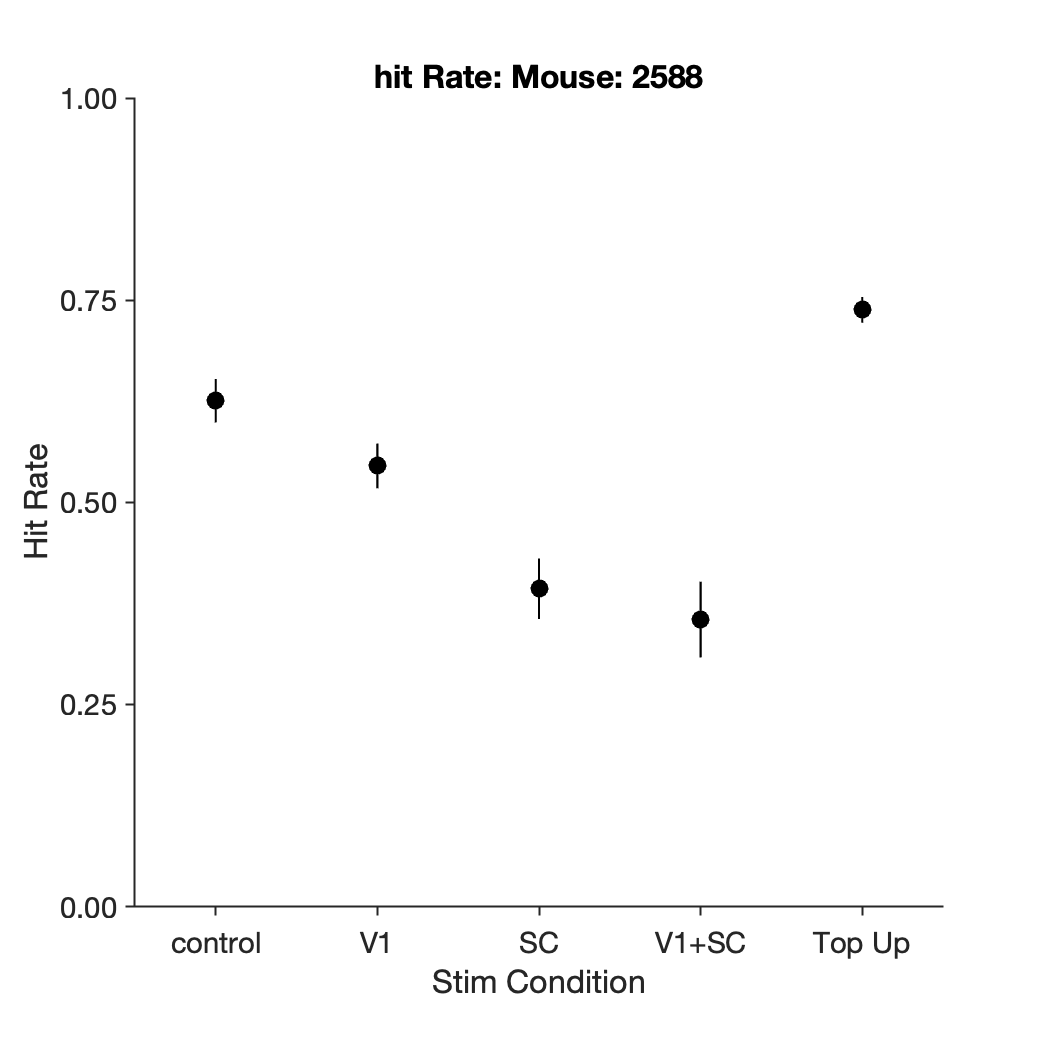 hit Rate: Mouse: 2588
1.00
0.75
0.50
0.25
0.00
Hit Rate
control V1 SC V1+SC Top Up
Stim Condition